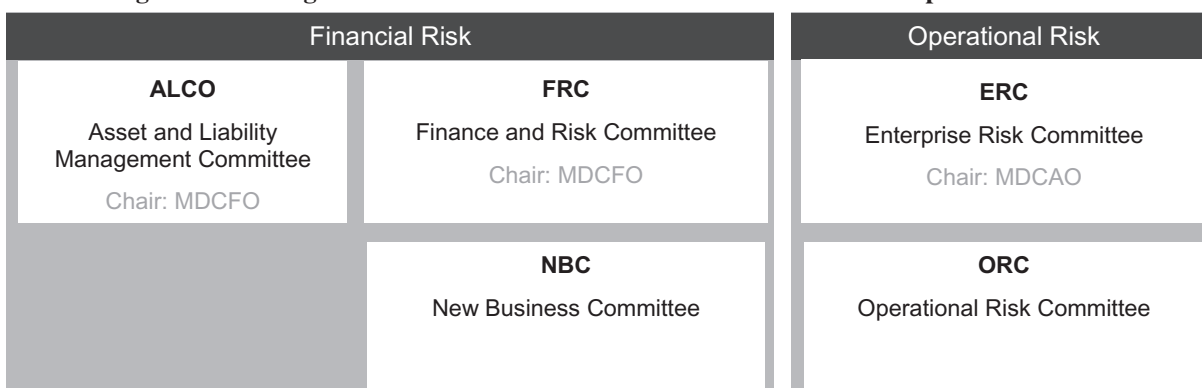 Financial Risk
Operational Risk
ALCO
Asset and Liability
Management Committee
Chair: MDCFO
FRC
Finance and Risk Committee
Chair: MDCFO
ERC
Enterprise Risk Committee
Chair: MDCAO
NBC
New Business Committee
ORC
Operational Risk Committee